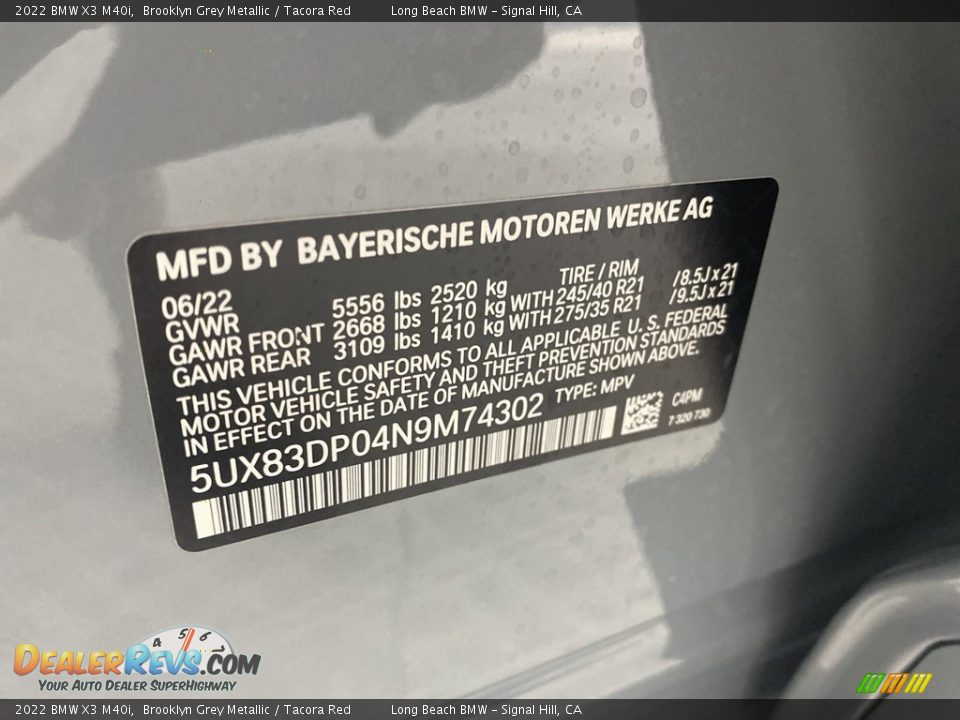 2022 BMW X3 M40i, Brooklyn Grey Metallic / Tacora Red Long Beach BMW - Signal Hill, CA
MFD BY BAYERISCHE MOTOREN WERKE AG
06/22 TIRE / RIM
GVWR 5556 lbs 2520 kg
GAWR FRONT 2668 lbs 1210 kg WITH 245/40 R21 /8.5J x 21
GAWR REAR 3109 lbs 1410 kg WITH 275/35 R21 /9.5J x 21
THIS VEHICLE CONFORMS TO ALL APPLICABLE U. S. FEDERAL
MOTOR VEHICLE SAFETY AND THEFT PREVENTION STANDARDS
IN EFFECT ON THE DATE OF MANUFACTURE SHOWN ABOVE.
5UX83DP04N9M74302 TYPE: MPV
C4PM
7 320 730
4 5 6
DEALERREVS.COM
YOUR AUTO DEALER SUPERHIGHWAY
2022 BMW X3 M40i, Brooklyn Grey Metallic / Tacora Red Long Beach BMW - Signal Hill, CA